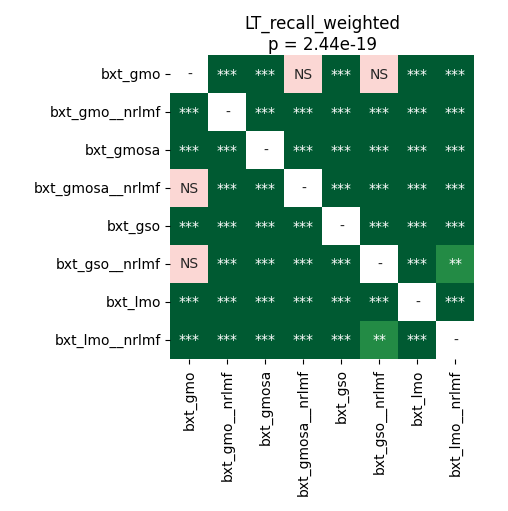 LT_recall_weighted
p = 2.44e-19
bxt_gmo - *** *** NS *** NS *** ***
bxt_gmo__nrlmf *** - *** *** *** *** *** ***
bxt_gmosa *** *** - *** *** *** *** ***
bxt_gmosa__nrlmf NS *** *** - *** *** *** ***
bxt_gso *** *** *** *** - *** *** ***
bxt_gso__nrlmf NS *** *** *** *** - *** **
bxt_lmo *** *** *** *** *** *** - ***
bxt_lmo__nrlmf *** *** *** *** *** ** *** -
bxt_gmo
bxt_gmo__nrlmf
bxt_gmosa
bxt_gmosa__nrlmf
bxt_gso
bxt_gso__nrlmf
bxt_lmo
bxt_lmo__nrlmf